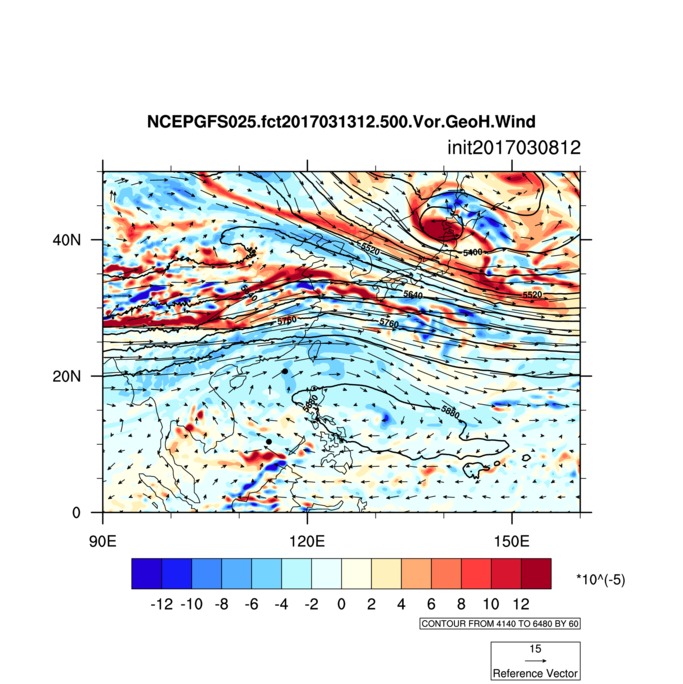 NCEPGFS025.fct2017031312.500.Vor.GeoH.Wind
init2017030812
40N
20N
0
90E 120E 150E
5520
5400
5640
5520
5760
5760
5880
5880
-12 -10 -8 -6 -4 -2 0 2 4 6 8 10 12
*10^(-5)
CONTOUR FROM 4140 TO 6480 BY 60
15
Reference Vector